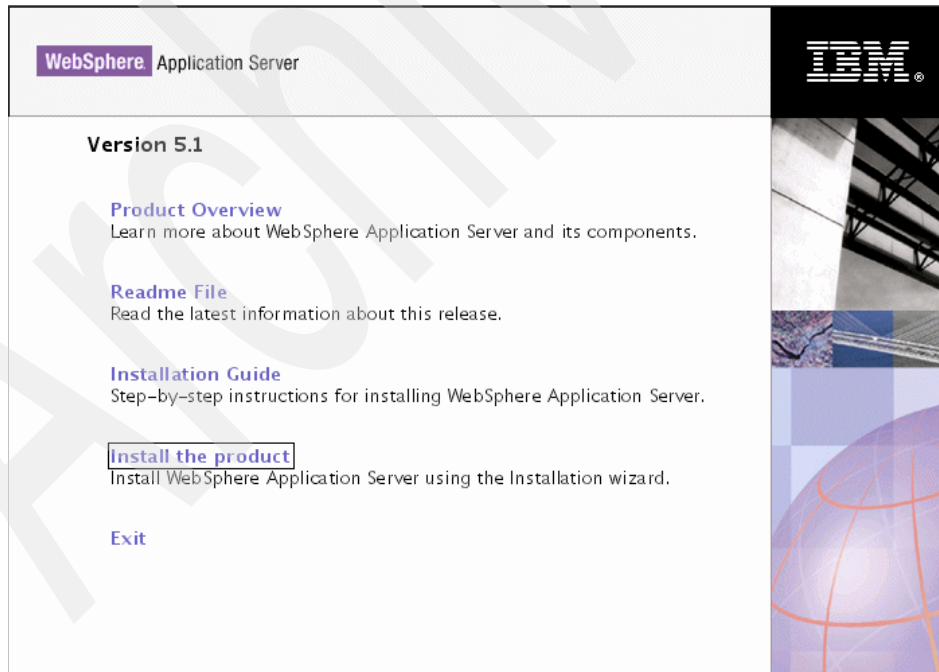 WebSphere. Application Server
IBM®
Version 5.1
Product Overview
Learn more about WebSphere Application Server and its components.
Readme File
Read the latest information about this release.
Installation Guide
Step-by-step instructions for installing WebSphere Application Server.
Install the product
Install WebSphere Application Server using the Installation wizard.
Exit